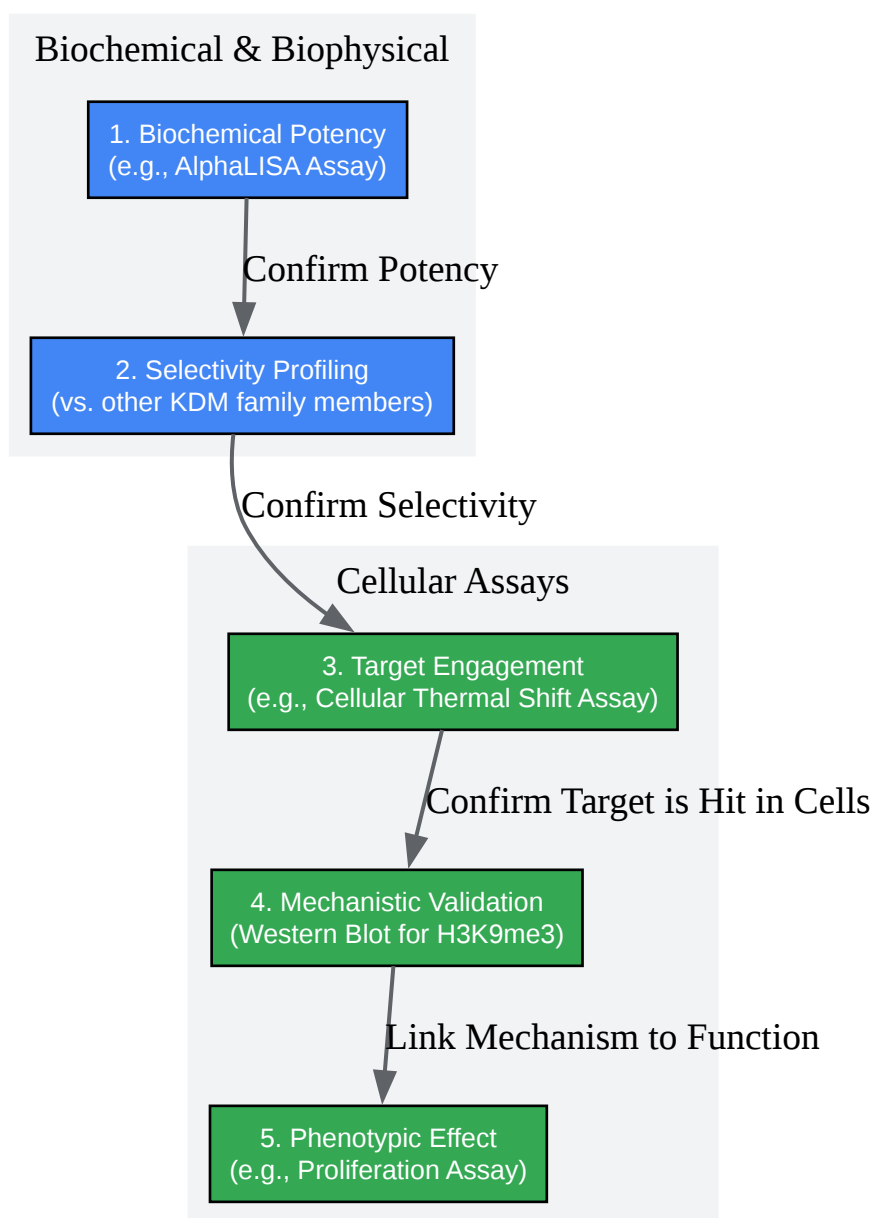 Biochemical & Biophysical
1. Biochemical Potency
(e.g., AlphaLISA Assay)
Confirm Potency
2. Selectivity Profiling
(vs. other KDM family members)
Confirm Selectivity
Cellular Assays
3. Target Engagement
(e.g., Cellular Thermal Shift Assay)
Confirm Target is Hit in Cells
4. Mechanistic Validation
(Western Blot for H3K9me3)
Link Mechanism to Function
5. Phenotypic Effect
(e.g., Proliferation Assay)